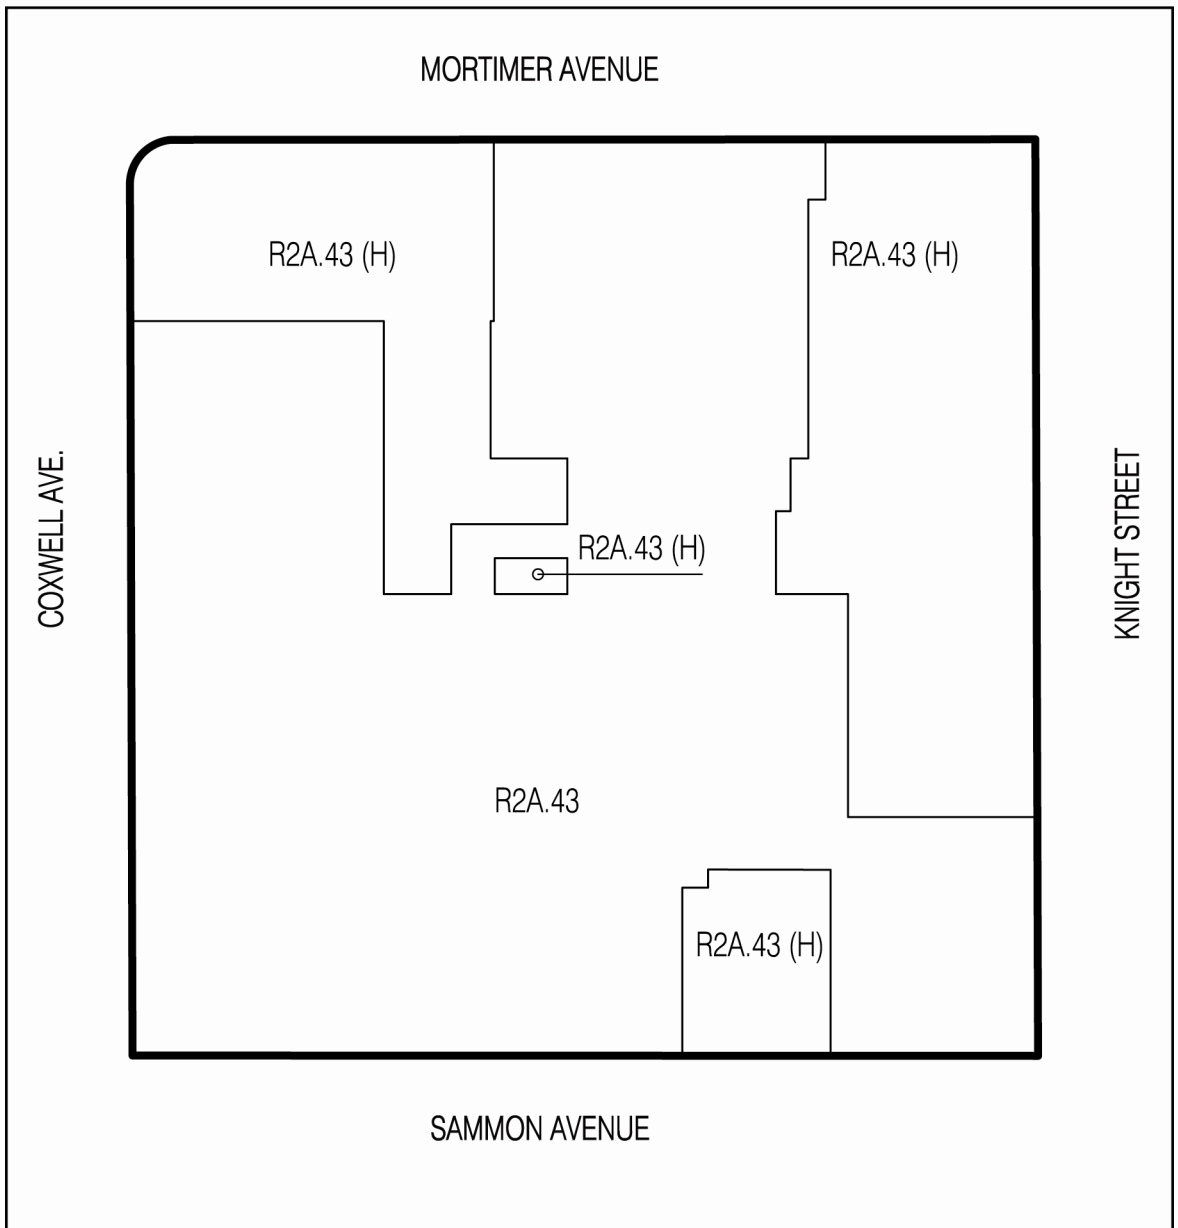 MORTIMER AVENUE
R2A.43 (H)
R2A.43 (H)
COXWELL AVE.
KNIGHT STREET
R2A.43 (H)
R2A.43
R2A.43 (H)
SAMMON AVENUE